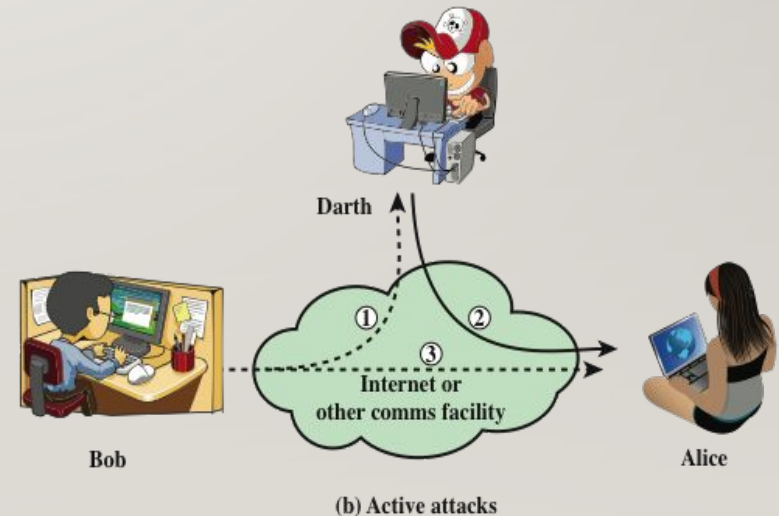 Darth
①
②
③
Internet or
other comms facility
Bob
Alice
(b) Active attacks